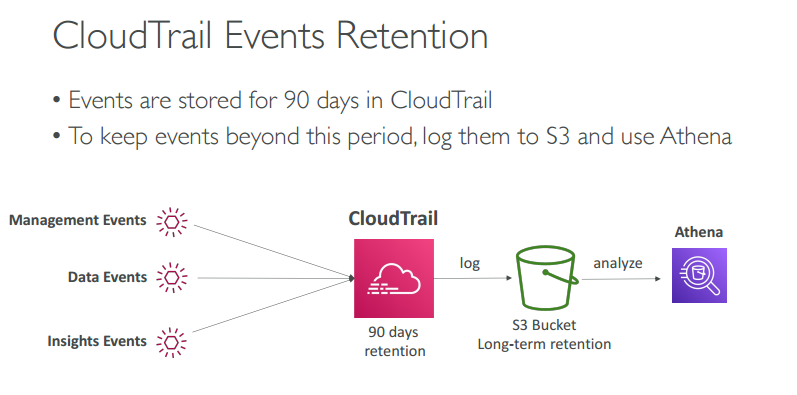 CloudTrail Events Retention
• Events are stored for 90 days in CloudTrail
• To keep events beyond this period, log them to S3 and use Athena
Management Events
Data Events
Insights Events
CloudTrail
90 days
retention
log
S3 Bucket
Long-term retention
analyze
Athena